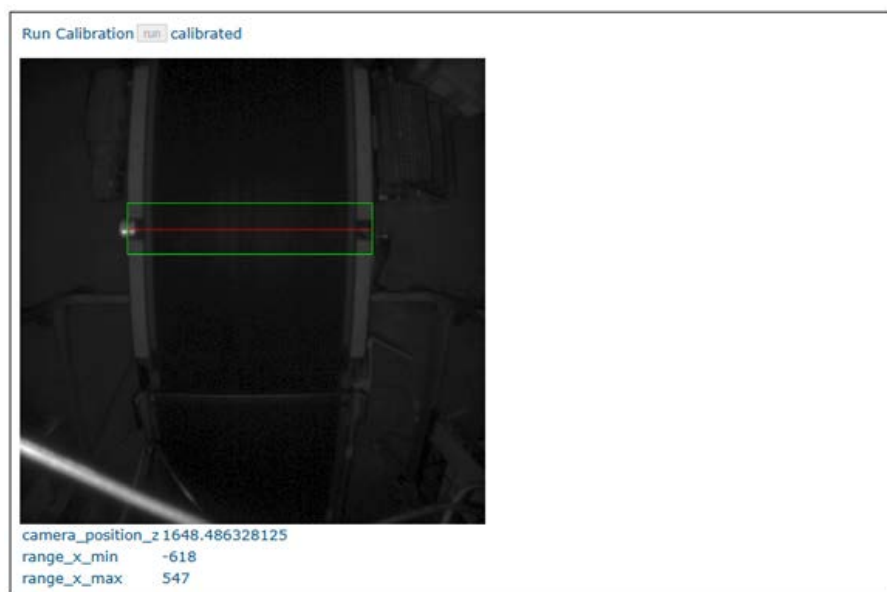 Run Calibration run calibrated
camera_position_z 1648.486328125
range_x_min -618
range_x_max 547